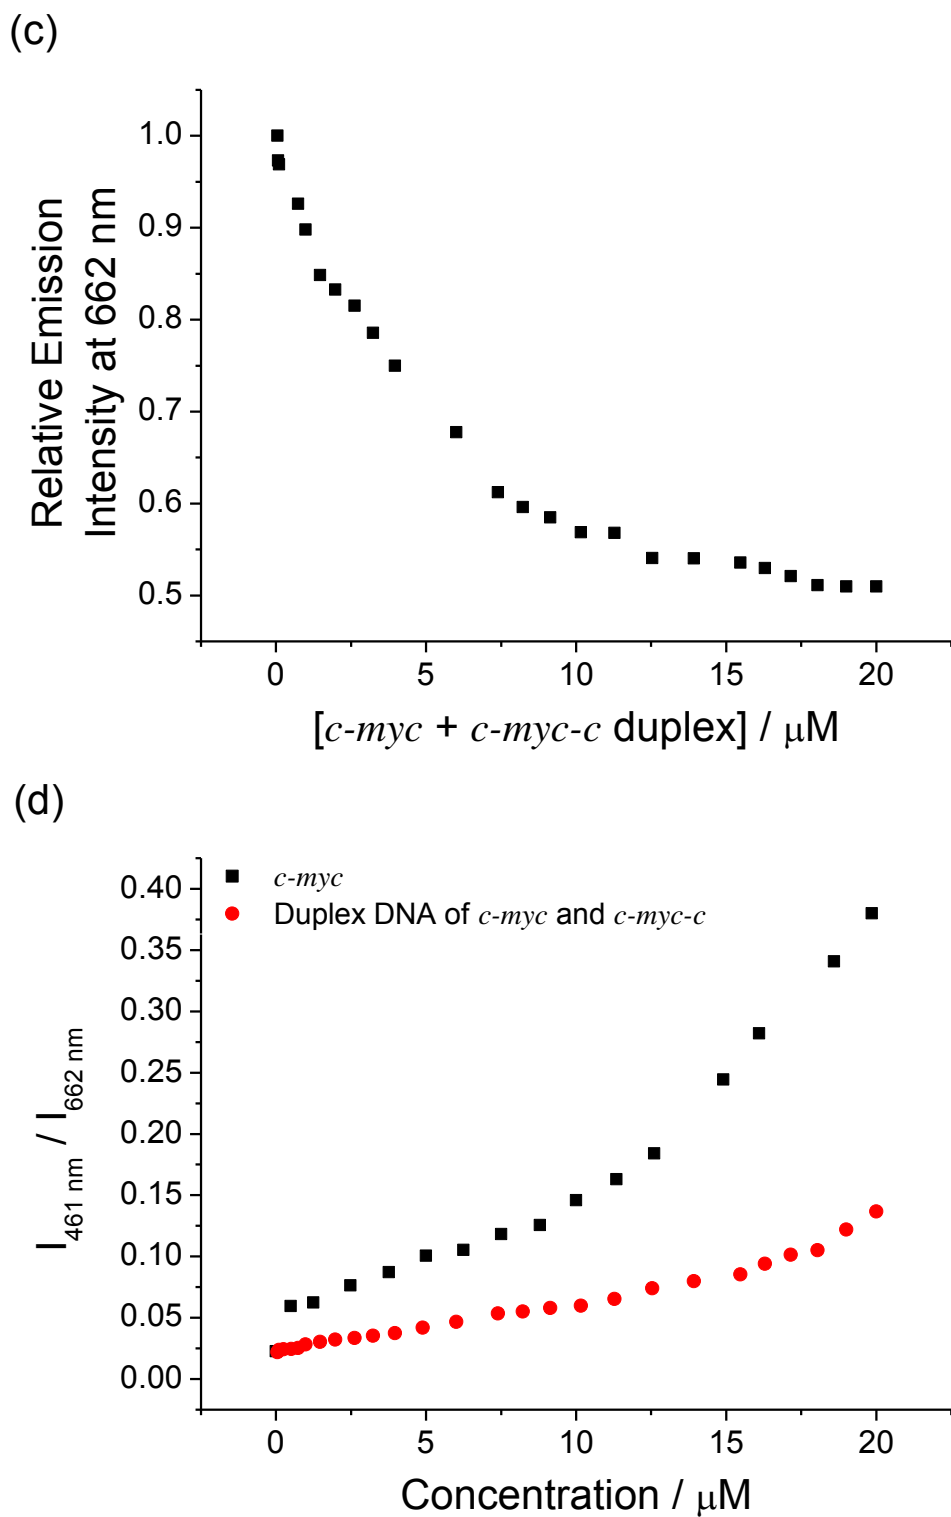 (c)
1.0
0.9
0.8
0.7
0.6
0.5
Relative Emission
Intensity at 662 nm
0 5 10 15 20
[c-myc + c-myc-c duplex] / μM
(d)
c-myc
Duplex DNA of c-myc and c-myc-c
0.40
0.35
0.30
0.25
0.20
0.15
0.10
0.05
0.00
I461 nm / I662 nm
0 5 10 15 20
Concentration / μM